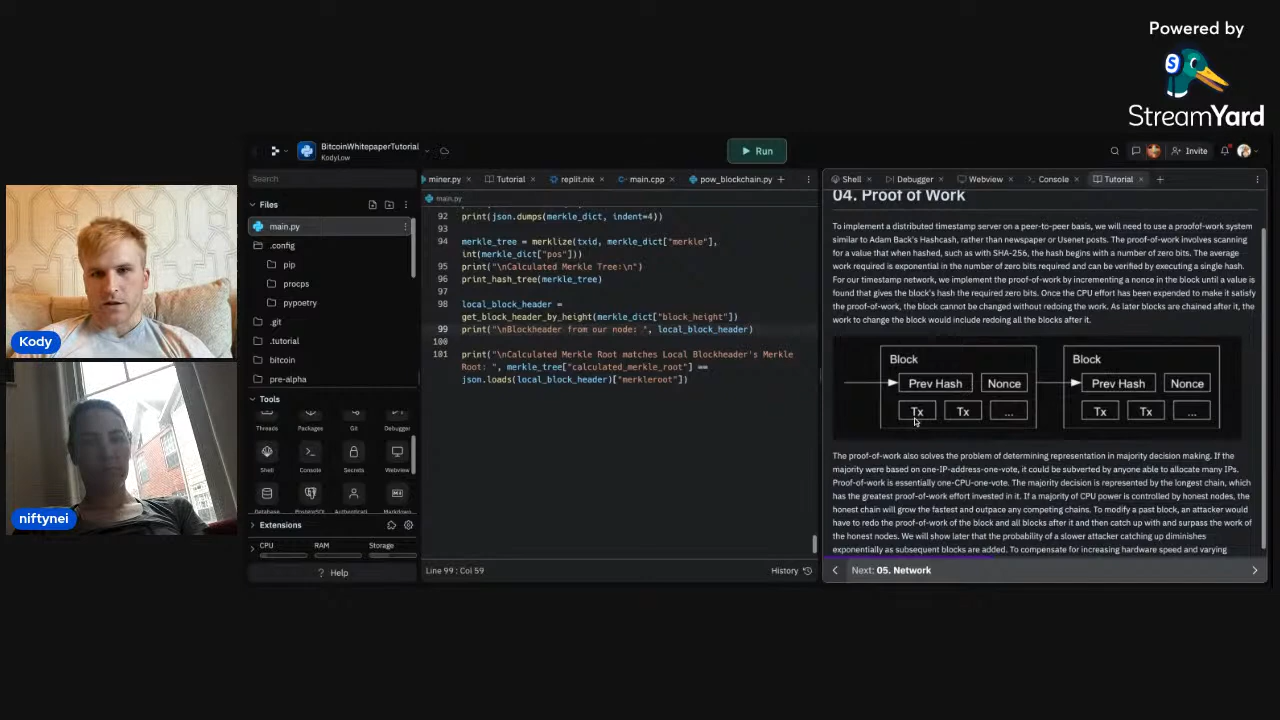 Powered by
S
StreamYard
BitcoinWhitepaperTutorial
KodyLow
Run
Invite
Search
miner.py
Tutorial
replit.nix
main.cpp
pow_blockchain.py
Shell
Debugger
Webview
Console
Tutorial
Files
main.py
main.py
.config
pip
procps
pypoetry
.git
.tutorial
bitcoin
pre-alpha
Tools
Threads
Packages
Git
Debugger
Shell
Console
Secrets
Webview
Database
PostgreSQL
Markdown
Extensions
CPU
RAM
Storage
Help
92 print(json.dumps(merkle_dict, indent=4))
93
94 merkle_tree = merklize(txid, merkle_dict["merkle"],
int(merkle_dict["pos"]))
95 print("\nCalculated Merkle Tree:\n")
96 print_hash_tree(merkle_tree)
97
98 local_block_header =
get_block_header_by_height(merkle_dict["block_height"])
99 print("\nBlockheader from our node: ", local_block_header)
100
101 print("\nCalculated Merkle Root matches Local Blockheader's Merkle
Root: ", merkle_tree["calculated_merkle_root"] ==
json.loads(local_block_header)["merkleroot"])
Line 99 : Col 59
History
04. Proof of Work
To implement a distributed timestamp server on a peer-to-peer basis, we will need to use a proofof-work system
similar to Adam Back's Hashcash, rather than newspaper or Usenet posts. The proof-of-work involves scanning
for a value that when hashed, such as with SHA-256, the hash begins with a number of zero bits. The average
work required is exponential in the number of zero bits required and can be verified by executing a single hash.
For our timestamp network, we implement the proof-of-work by incrementing a nonce in the block until a value is
found that gives the block's hash the required zero bits. Once the CPU effort has been expended to make it satisfy
the proof-of-work, the block cannot be changed without redoing the work. As later blocks are chained after it, the
work to change the block would include redoing all the blocks after it.
Block
Prev Hash
Nonce
Tx
Tx
...
Block
Prev Hash
Nonce
Tx
Tx
...
The proof-of-work also solves the problem of determining representation in majority decision making. If the
majority were based on one-IP-address-one-vote, it could be subverted by anyone able to allocate many IPs.
Proof-of-work is essentially one-CPU-one-vote. The majority decision is represented by the longest chain, which
has the greatest proof-of-work effort invested in it. If a majority of CPU power is controlled by honest nodes, the
honest chain will grow the fastest and outpace any competing chains. To modify a past block, an attacker would
have to redo the proof-of-work of the block and all blocks after it and then catch up with and surpass the work of
the honest nodes. We will show later that the probability of a slower attacker catching up diminishes
exponentially as subsequent blocks are added. To compensate for increasing hardware speed and varying
Next: 05. Network
Kody
niftynei